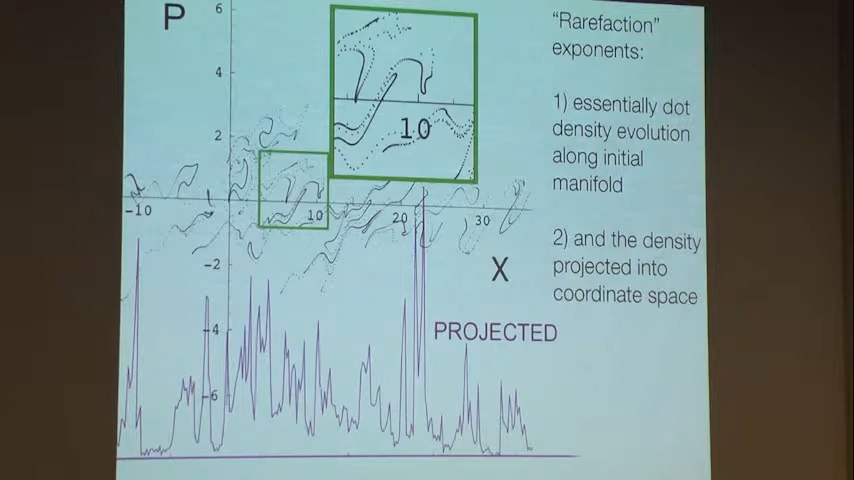 P
6
4
2
-10
10
20
30
-2
-4
-6
X
10
PROJECTED
"Rarefaction"
exponents:
1) essentially dot
density evolution
along initial
manifold
2) and the density
projected into
coordinate space